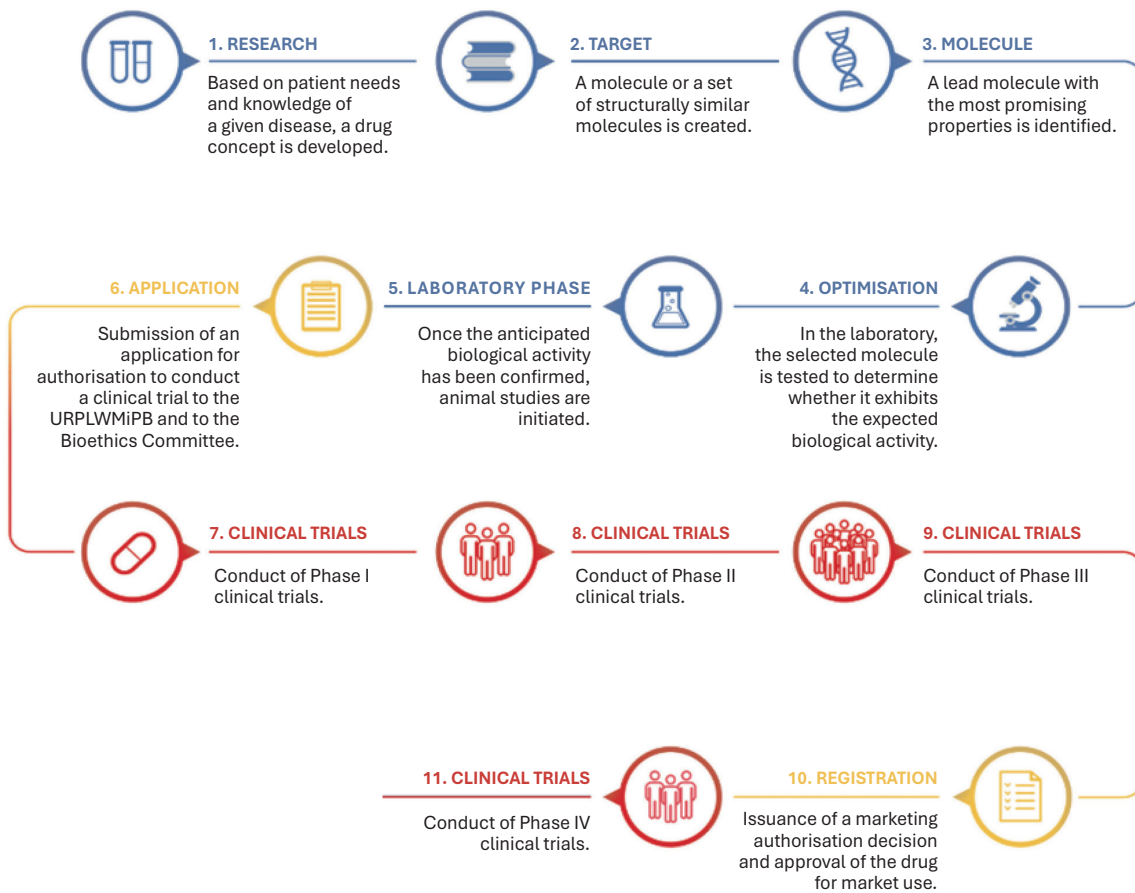 1. RESEARCH
Based on patient needs
and knowledge of
a given disease, a drug
concept is developed.
2. TARGET
A molecule or a set
of structurally similar
molecules is created.
3. MOLECULE
A lead molecule with
the most promising
properties is identified.
4. OPTIMISATION
In the laboratory,
the selected molecule
is tested to determine
whether it exhibits
the expected
biological activity.
5. LABORATORY PHASE
Once the anticipated
biological activity
has been confirmed,
animal studies are
initiated.
6. APPLICATION
Submission of an
application for
authorisation to conduct
a clinical trial to the
URPLWMiPB and to the
Bioethics Committee.
7. CLINICAL TRIALS
Conduct of Phase I
clinical trials.
8. CLINICAL TRIALS
Conduct of Phase II
clinical trials.
9. CLINICAL TRIALS
Conduct of Phase III
clinical trials.
10. REGISTRATION
Issuance of a marketing
authorisation decision
and approval of the drug
for market use.
11. CLINICAL TRIALS
Conduct of Phase IV
clinical trials.